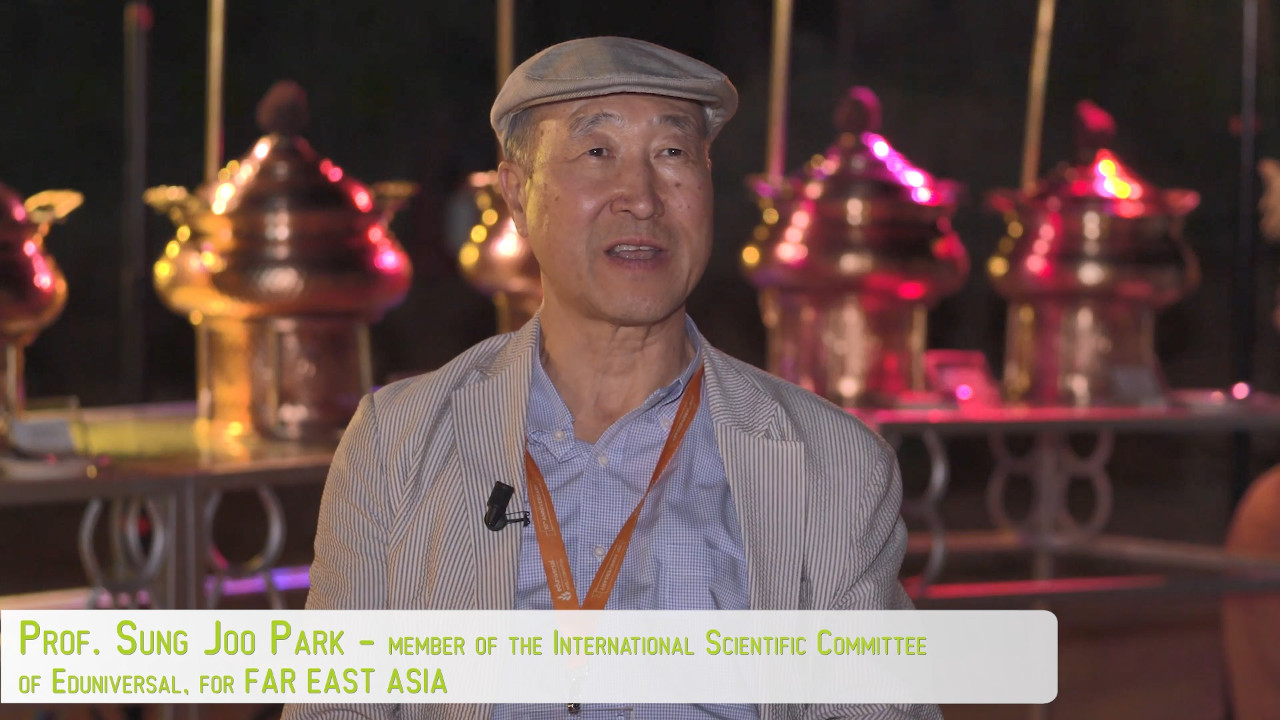 Prof. Sung Joo Park - member of the International Scientific Committee
of Eduniversal, for FAR EAST ASIA